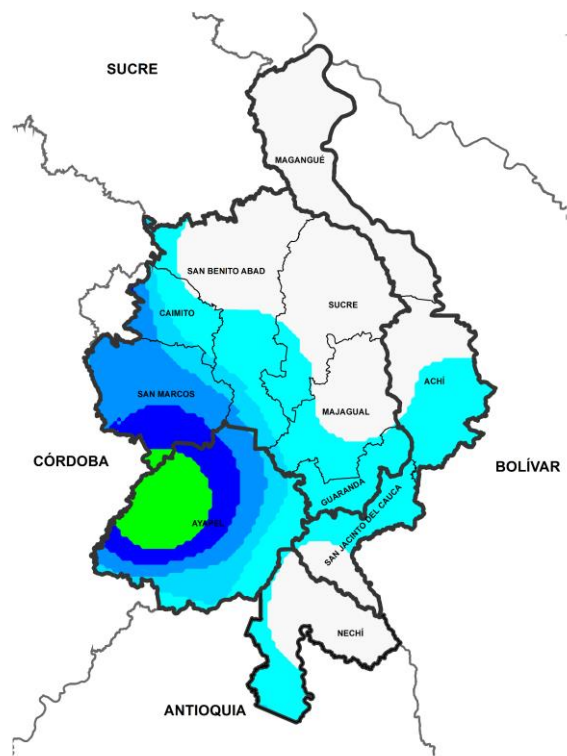 SUCRE
MAGANGUÉ
SAN BENITO ABAD
SUCRE
CAIMITO
ACHÍ
SAN MARCOS
MAJAGUAL
CÓRDOBA
BOLÍVAR
GUARANDA
SAN JACINTO DEL CAUCA
AYAPEL
NECHÍ
ANTIOQUIA